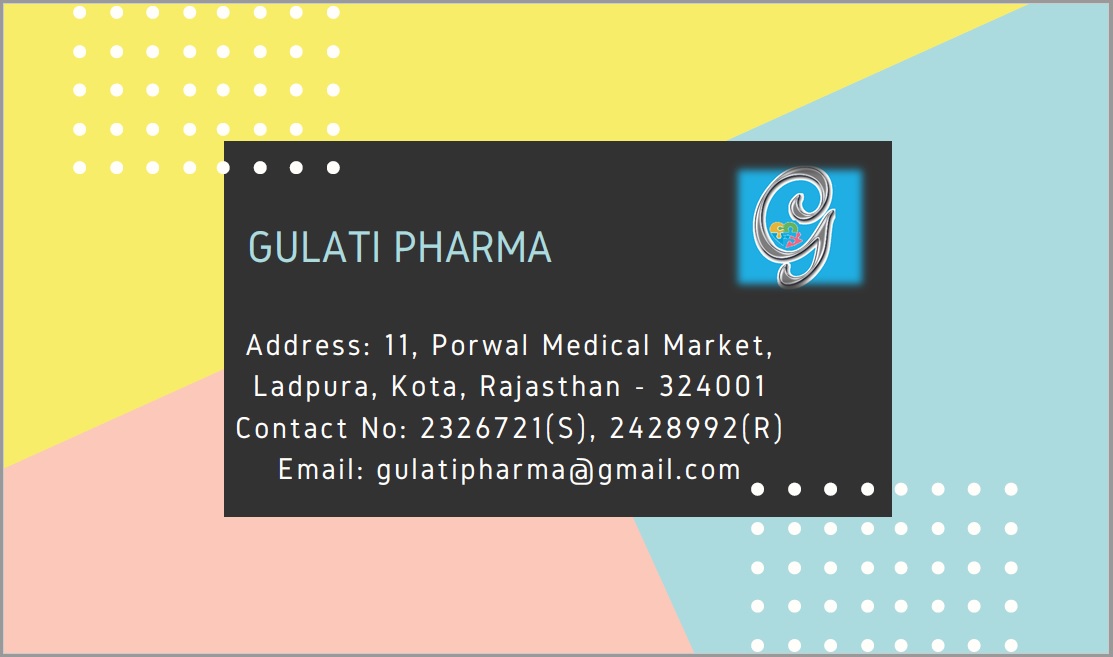 G
GULATI PHARMA
Address: 11, Porwal Medical Market,
Ladpura, Kota, Rajasthan - 324001
Contact No: 2326721(S), 2428992(R)
Email: gulatipharma@gmail.com